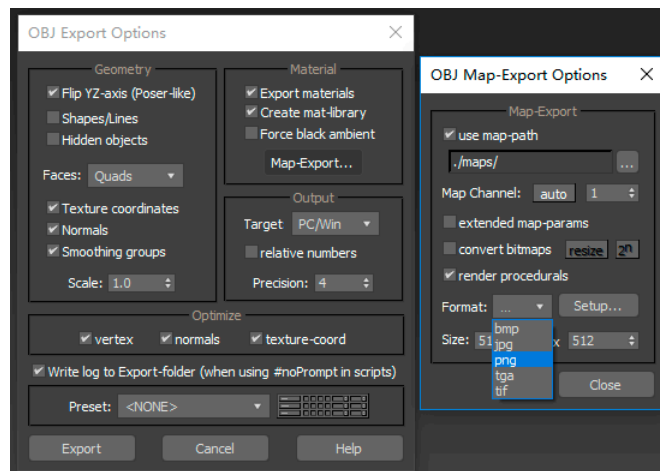 OBJ Export Options
Geometry
Flip YZ-axis (Poser-like)
Shapes/Lines
Hidden objects
Faces: Quads
Texture coordinates
Normals
Smoothing groups
Scale: 1.0
Material
Export materials
Create mat-library
Force black ambient
Map-Export...
Output
Target PC/Win
relative numbers
Precision: 4
Optimize
vertex normals texture-coord
Write log to Export-folder (when using #noPrompt in scripts)
Preset: <NONE>
Export Cancel Help
OBJ Map-Export Options
Map-Export
use map-path
./maps/ ...
Map Channel: auto 1
extended map-params
convert bitmaps resize 2ⁿ
render procedurals
Format: ... Setup...
Size: 51 x 512
bmp
jpg
png
tga
tif
Close